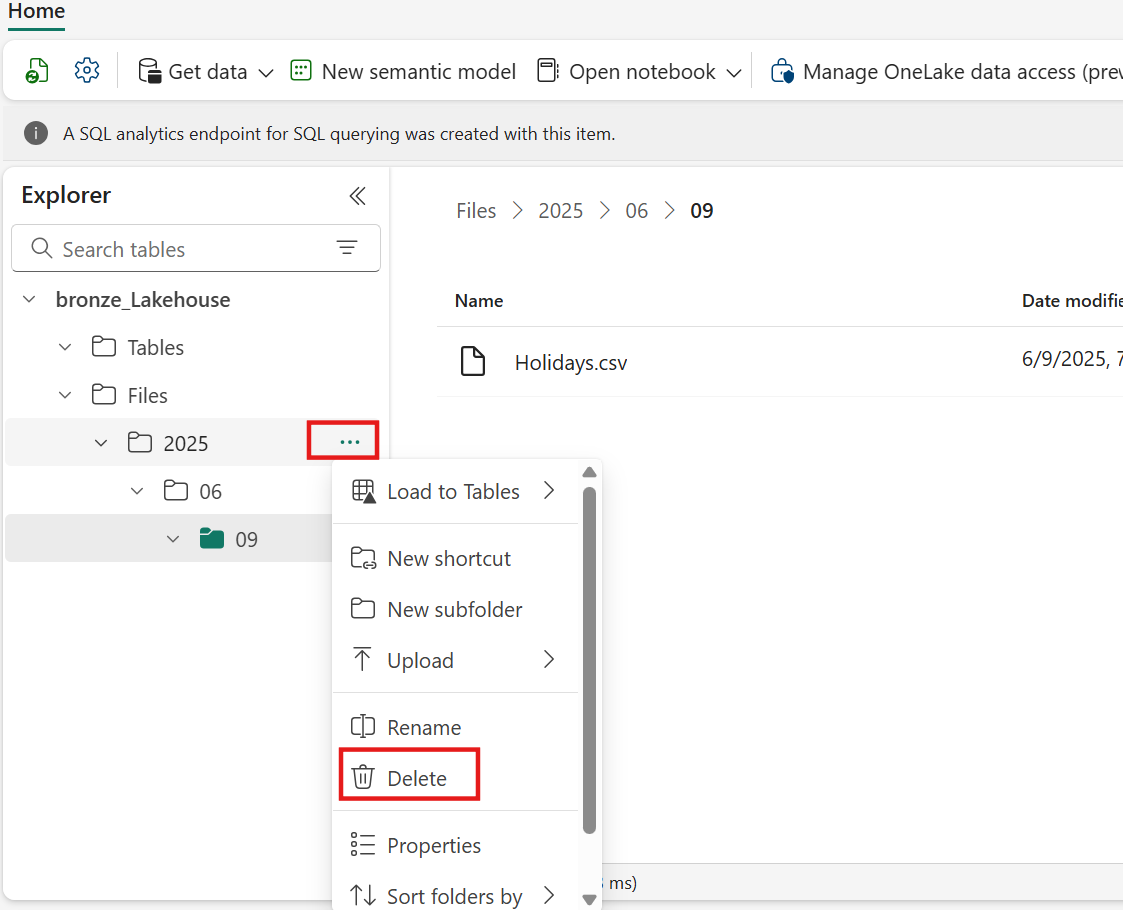 Home
Get data New semantic model Open notebook Manage OneLake data access (prev
A SQL analytics endpoint for SQL querying was created with this item.
Explorer
Search tables
bronze_Lakehouse
Tables
Files
2025
06
09
Load to Tables
New shortcut
New subfolder
Upload
Rename
Delete
Properties
Sort folders by
Files > 2025 > 06 > 09
Name Date modifie
Holidays.csv 6/9/2025, 7
ms)